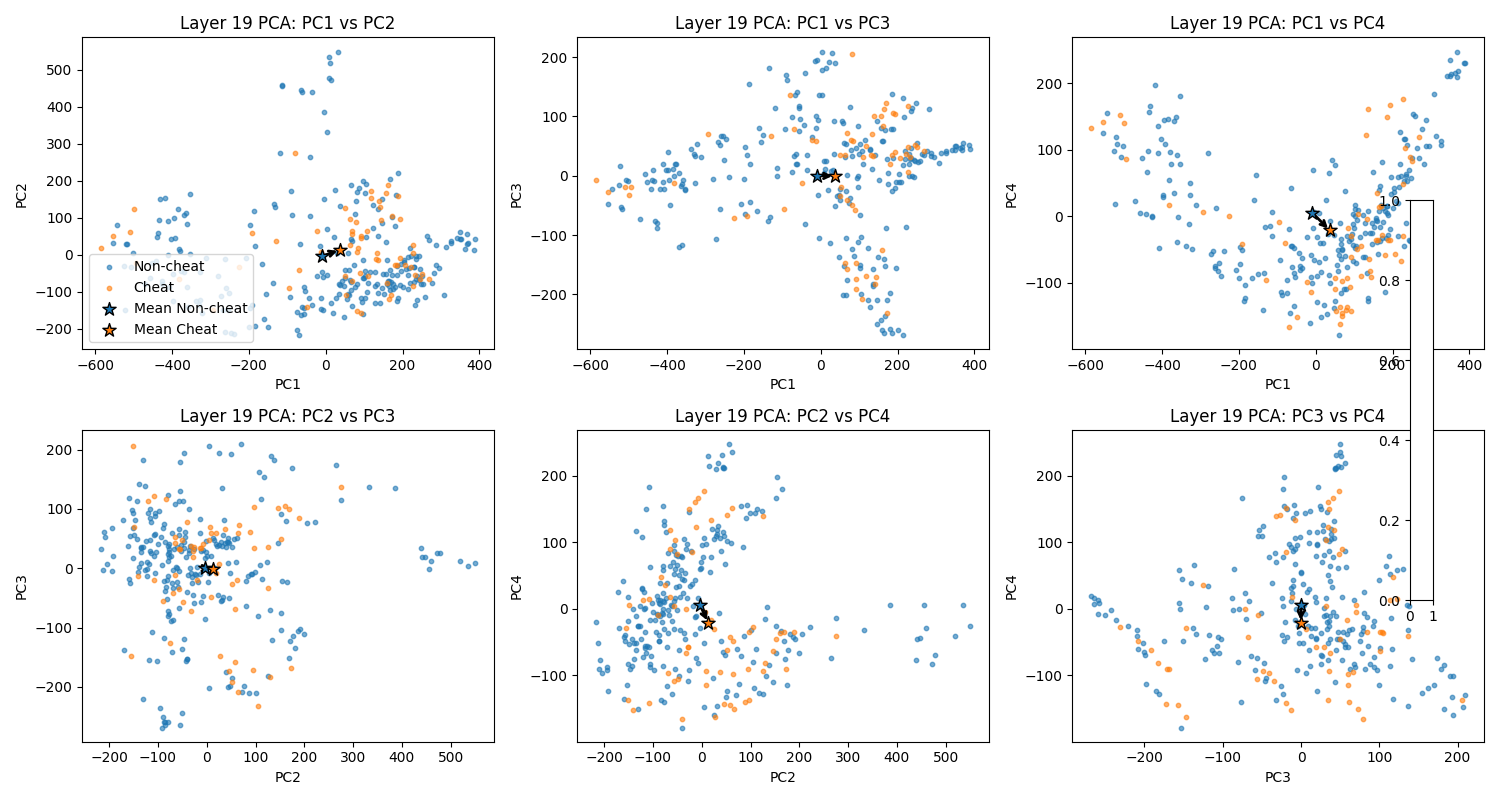 Layer 19 PCA: PC1 vs PC2
Layer 19 PCA: PC1 vs PC3
Layer 19 PCA: PC1 vs PC4
PC2
500
400
300
200
100
0
−100
−200
Non-cheat
Cheat
Mean Non-cheat
Mean Cheat
−600 −400 −200 0 200 400
PC1
PC3
200
100
0
−100
−200
−600 −400 −200 0 200 400
PC1
PC4
200
100
0
−100
−600 −400 −200 0 200 400
PC1
1.0
0.8
0.6
0.4
0.2
0.0
0 1
Layer 19 PCA: PC2 vs PC3
Layer 19 PCA: PC2 vs PC4
Layer 19 PCA: PC3 vs PC4
PC3
200
100
0
−100
−200
−200 −100 0 100 200 300 400 500
PC2
PC4
200
100
0
−100
−200 −100 0 100 200 300 400 500
PC2
PC4
200
100
0
−100
−200 −100 0 100 200
PC3